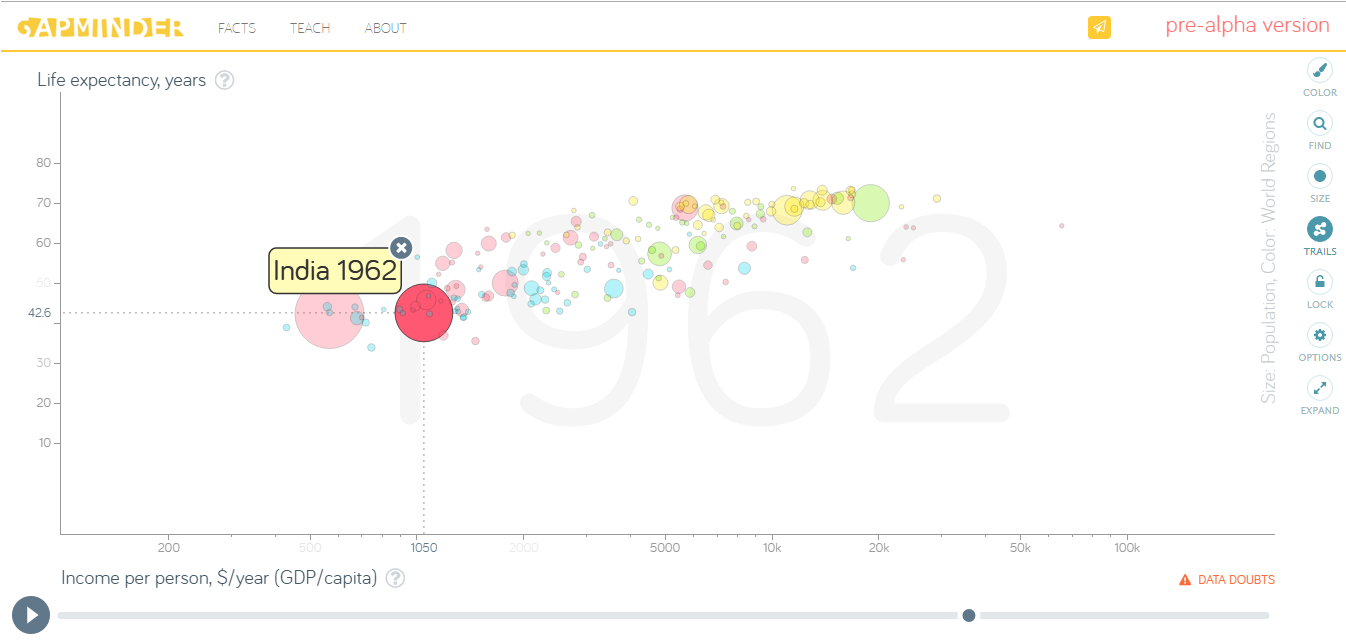 GAPMINDER FACTS TEACH ABOUT pre-alpha version
Life expectancy, years ?
COLOR
FIND
SIZE
TRAILS
LOCK
OPTIONS
EXPAND
Size: Population, Color: World Regions
1962
India 1962
80
70
60
50
42.6
30
20
10
200 500 1050 2000 5000 10k 20k 50k 100k
Income per person, $/year (GDP/capita) ?
DATA DOUBTS